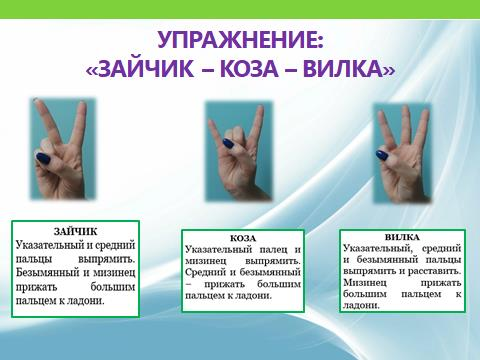 УПРАЖНЕНИЕ:
«ЗАЙЧИК – КОЗА – ВИЛКА»
ЗАЙЧИК
Указательный и средний
пальцы выпрямить.
Безымянный и мизинец
прижать большим
пальцем к ладони.
КОЗА
Указательный палец и
мизинец выпрямить.
Средний и безымянный
– прижать большим
пальцем к ладони.
ВИЛКА
Указательный, средний
и безымянный пальцы
выпрямить и расставить.
Мизинец прижать
большим пальцем к
ладони.